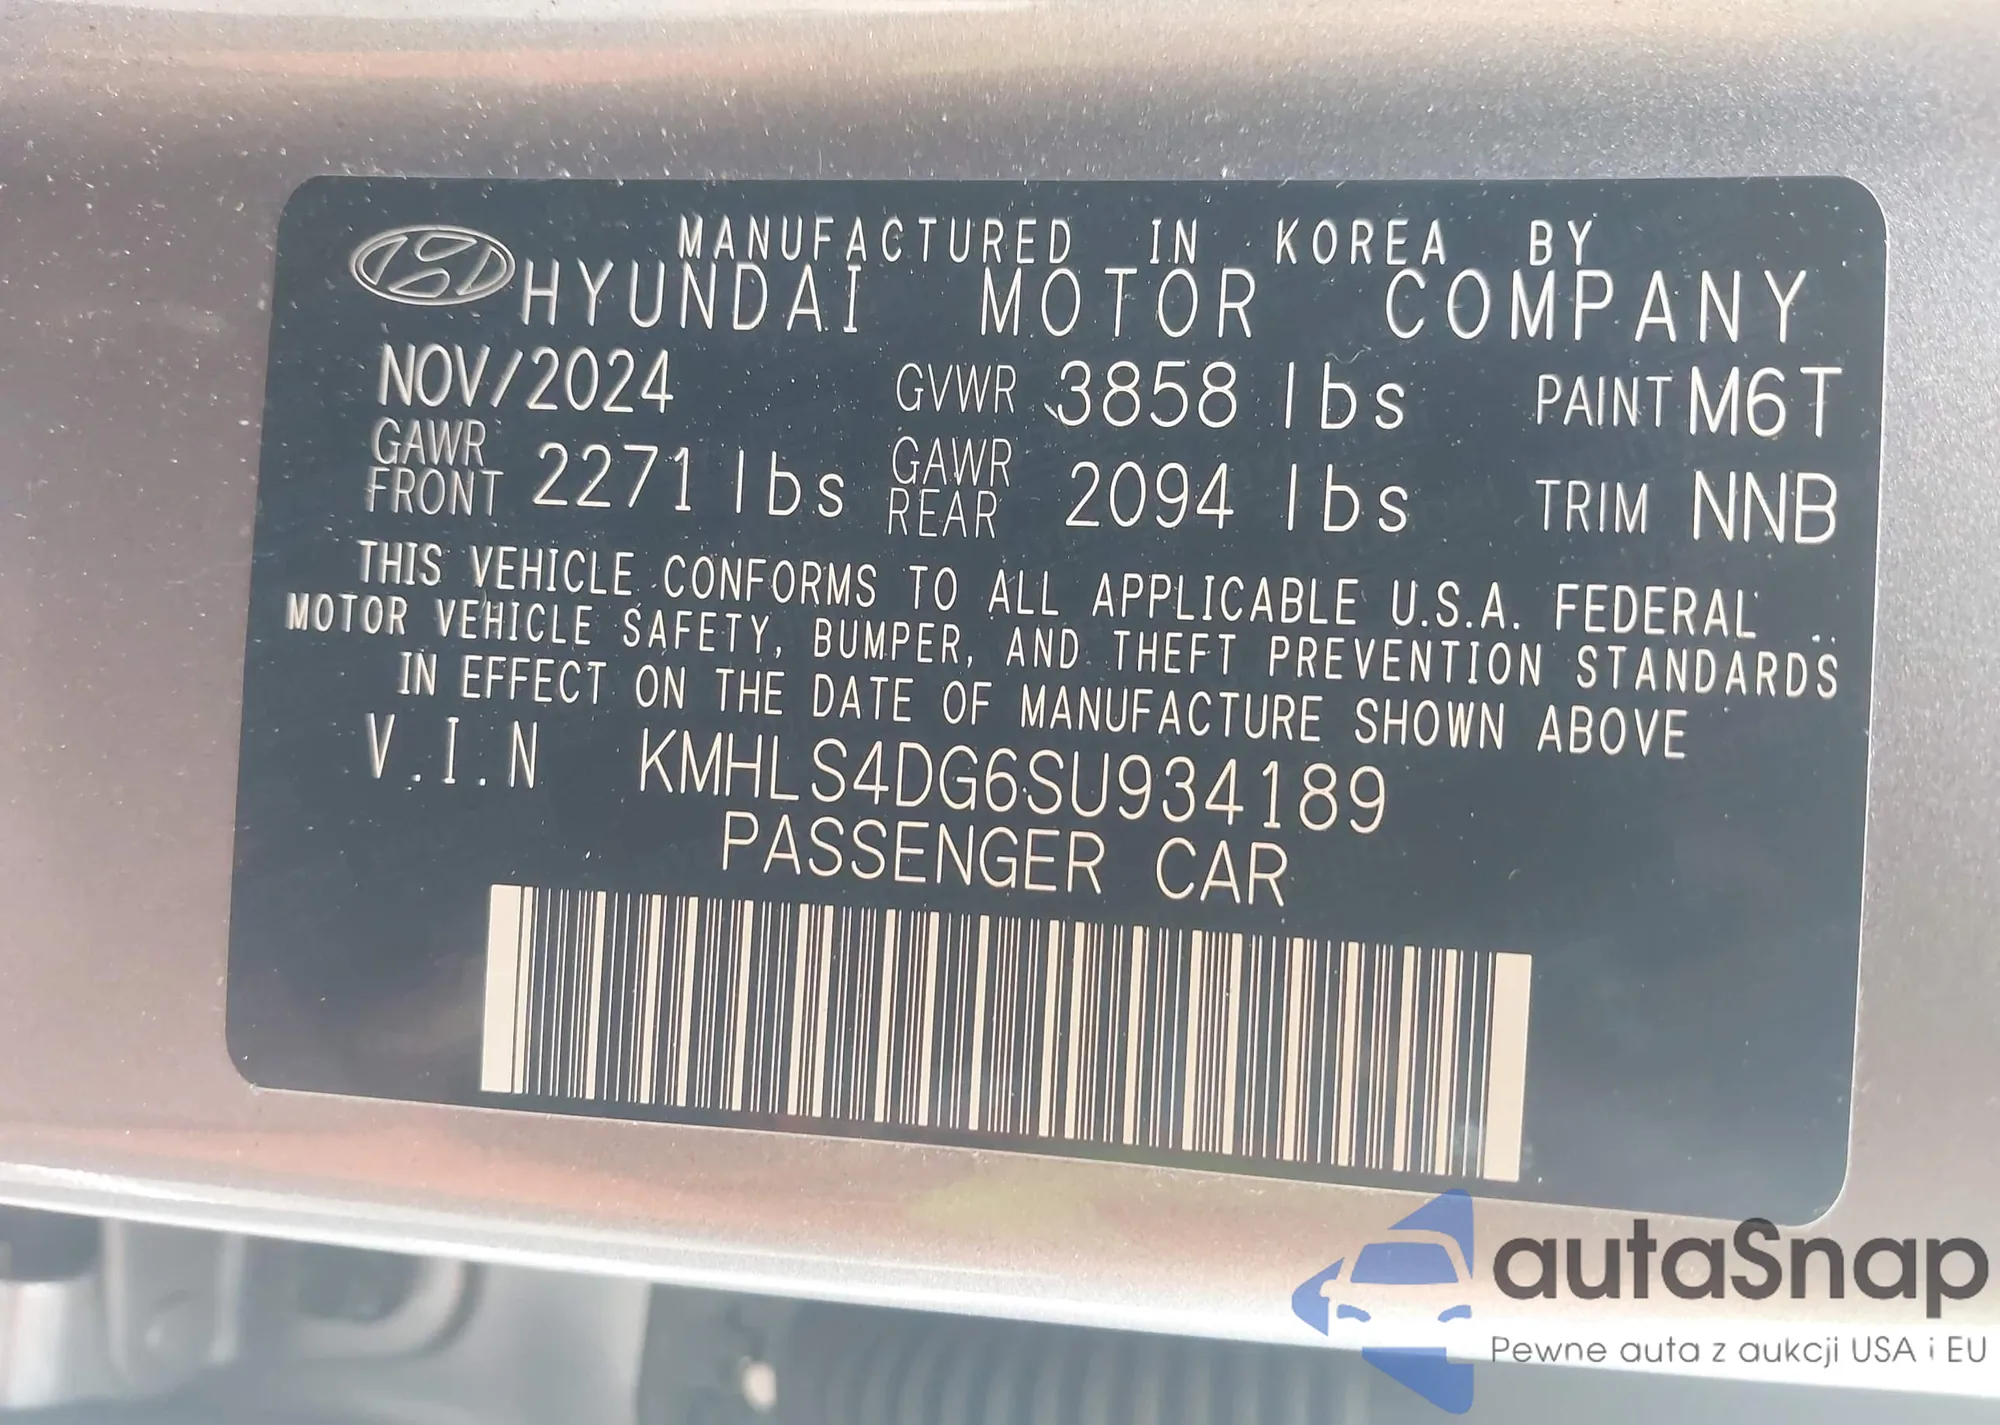 MANUFACTURED IN KOREA BY
HYUNDAI MOTOR COMPANY
NOV/2024 GVWR 3858 lbs PAINT M6T
GAWR FRONT 2271 lbs GAWR REAR 2094 lbs TRIM NNB
THIS VEHICLE CONFORMS TO ALL APPLICABLE U.S.A. FEDERAL
MOTOR VEHICLE SAFETY, BUMPER, AND THEFT PREVENTION STANDARDS
IN EFFECT ON THE DATE OF MANUFACTURE SHOWN ABOVE
V.I.N KMHLS4DG6SU934189
PASSENGER CAR
autaSnap
Pewne auta z aukcji USA i EU